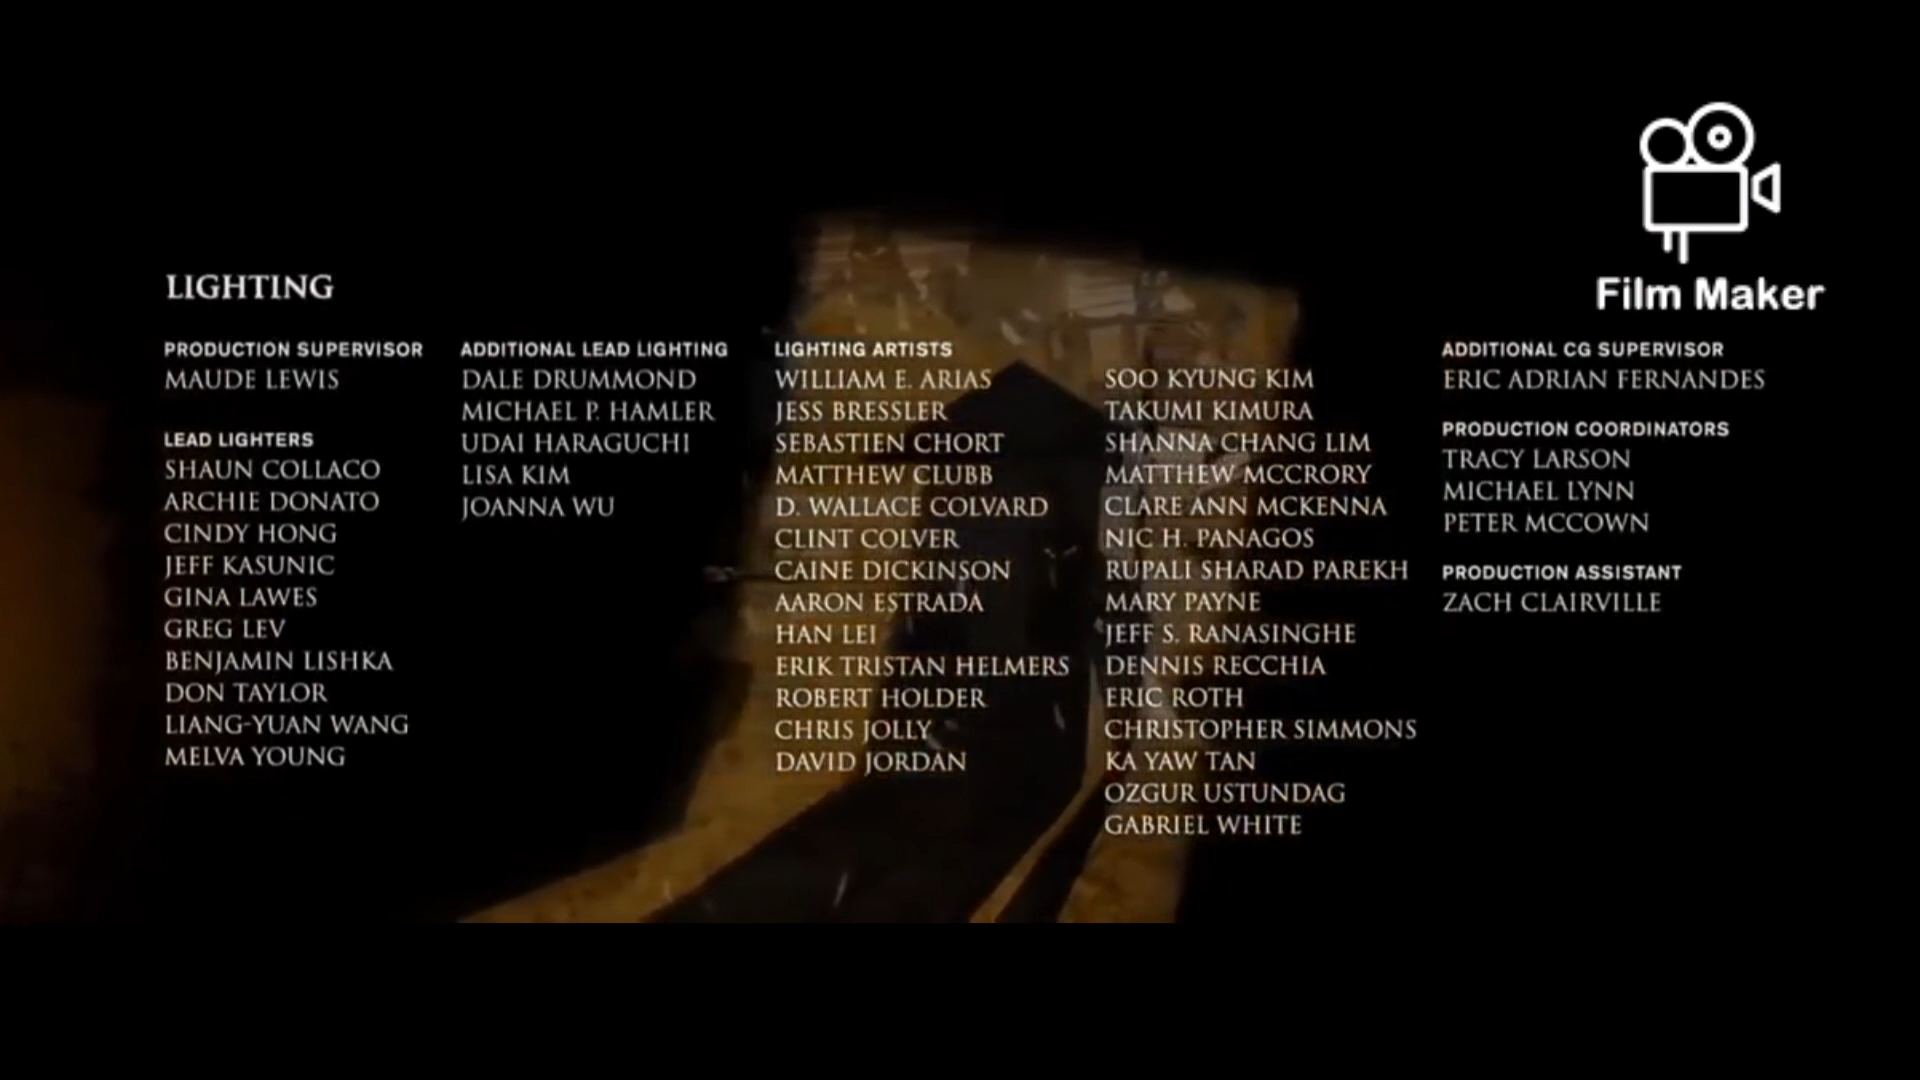 Film Maker
LIGHTING
PRODUCTION SUPERVISOR
MAUDE LEWIS
LEAD LIGHTERS
SHAUN COLLACO
ARCHIE DONATO
CINDY HONG
JEFF KASUNIC
GINA LAWES
GREG LEV
BENJAMIN LISHKA
DON TAYLOR
LIANG-YUAN WANG
MELVA YOUNG
ADDITIONAL LEAD LIGHTING
DALE DRUMMOND
MICHAEL P. HAMLER
UDAI HARAGUCHI
LISA KIM
JOANNA WU
LIGHTING ARTISTS
WILLIAM E. ARIAS
JESS BRESSLER
SEBASTIEN CHORT
MATTHEW CLUBB
D. WALLACE COLVARD
CLINT COLVER
CAINE DICKINSON
AARON ESTRADA
HAN LEI
ERIK TRISTAN HELMERS
ROBERT HOLDER
CHRIS JOLLY
DAVID JORDAN
SOO KYUNG KIM
TAKUMI KIMURA
SHANNA CHANG LIM
MATTHEW MCCRORY
CLARE ANN MCKENNA
NIC H. PANAGOS
RUPALI SHARAD PAREKH
MARY PAYNE
JEFF S. RANASINGHE
DENNIS RECCHIA
ERIC ROTH
CHRISTOPHER SIMMONS
KA YAW TAN
OZGUR USTUNDAG
GABRIEL WHITE
ADDITIONAL CG SUPERVISOR
ERIC ADRIAN FERNANDES
PRODUCTION COORDINATORS
TRACY LARSON
MICHAEL LYNN
PETER MCCOWN
PRODUCTION ASSISTANT
ZACH CLAIRVILLE